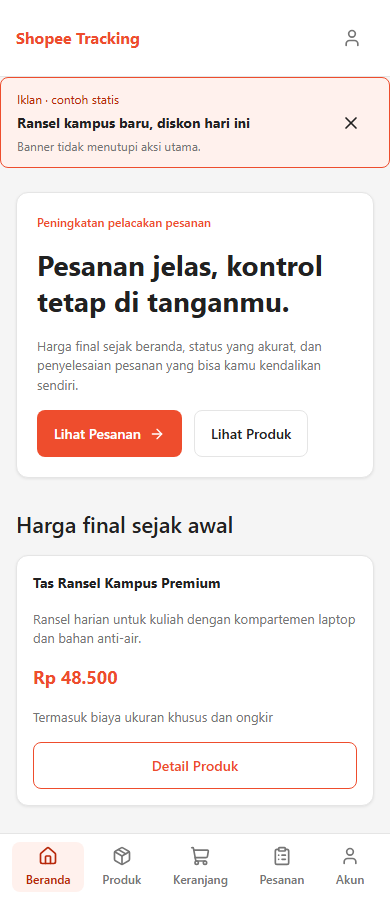 Shopee Tracking
Iklan · contoh statis
Ransel kampus baru, diskon hari ini
Banner tidak menutupi aksi utama.
Peningkatan pelacakan pesanan
Pesanan jelas, kontrol
tetap di tanganmu.
Harga final sejak beranda, status yang akurat, dan
penyelesaian pesanan yang bisa kamu kendalikan
sendiri.
Lihat Pesanan
Lihat Produk
Harga final sejak awal
Tas Ransel Kampus Premium
Ransel harian untuk kuliah dengan kompartemen laptop
dan bahan anti-air.
Rp 48.500
Termasuk biaya ukuran khusus dan ongkir
Detail Produk
Beranda
Produk
Keranjang
Pesanan
Akun